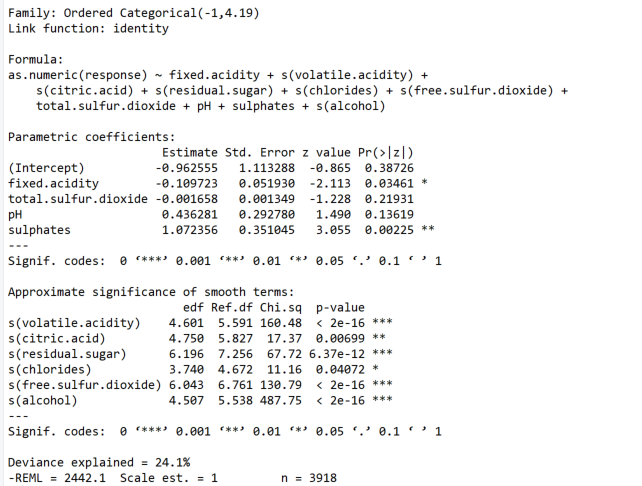 Family: Ordered Categorical(-1,4.19)
Link function: identity

Formula:
as.numeric(response) ~ fixed.acidity + s(volatile.acidity) +
    s(citric.acid) + s(residual.sugar) + s(chlorides) + s(free.sulfur.dioxide) +
    total.sulfur.dioxide + pH + sulphates + s(alcohol)

Parametric coefficients:
                      Estimate Std. Error z value Pr(>|z|)
(Intercept)          -0.962555   1.113288  -0.865  0.38726
fixed.acidity        -0.109723   0.051930  -2.113  0.03461 *
total.sulfur.dioxide -0.001658   0.001349  -1.228  0.21931
pH                    0.436281   0.292780   1.490  0.13619
sulphates             1.072356   0.351045   3.055  0.00225 **
---
Signif. codes:  0 ‘***’ 0.001 ‘**’ 0.01 ‘*’ 0.05 ‘.’ 0.1 ‘ ’ 1

Approximate significance of smooth terms:
                         edf Ref.df Chi.sq  p-value
s(volatile.acidity)    4.601  5.591 160.48  < 2e-16 ***
s(citric.acid)         4.750  5.827  17.37  0.00699 **
s(residual.sugar)      6.196  7.256  67.72 6.37e-12 ***
s(chlorides)           3.740  4.672  11.16  0.04072 *
s(free.sulfur.dioxide) 6.043  6.761 130.79  < 2e-16 ***
s(alcohol)             4.507  5.538 487.75  < 2e-16 ***
---
Signif. codes:  0 ‘***’ 0.001 ‘**’ 0.01 ‘*’ 0.05 ‘.’ 0.1 ‘ ’ 1

Deviance explained = 24.1%
-REML = 2442.1  Scale est. = 1         n = 3918